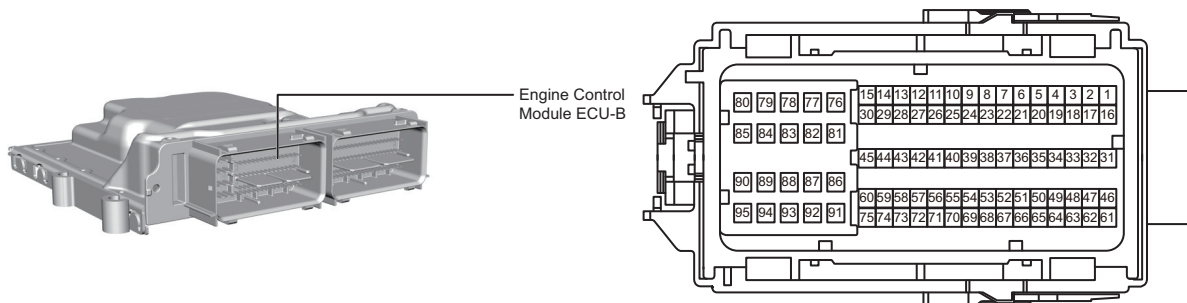 Engine Control
Module ECU-B
80 79 78 77 76
85 84 83 82 81
90 89 88 87 86
95 94 93 92 91
15 14 13 12 11 10 9 8 7 6 5 4 3 2 1
30 29 28 27 26 25 24 23 22 21 20 19 18 17 16
45 44 43 42 41 40 39 38 37 36 35 34 33 32 31
60 59 58 57 56 55 54 53 52 51 50 49 48 47 46
75 74 73 72 71 70 69 68 67 66 65 64 63 62 61